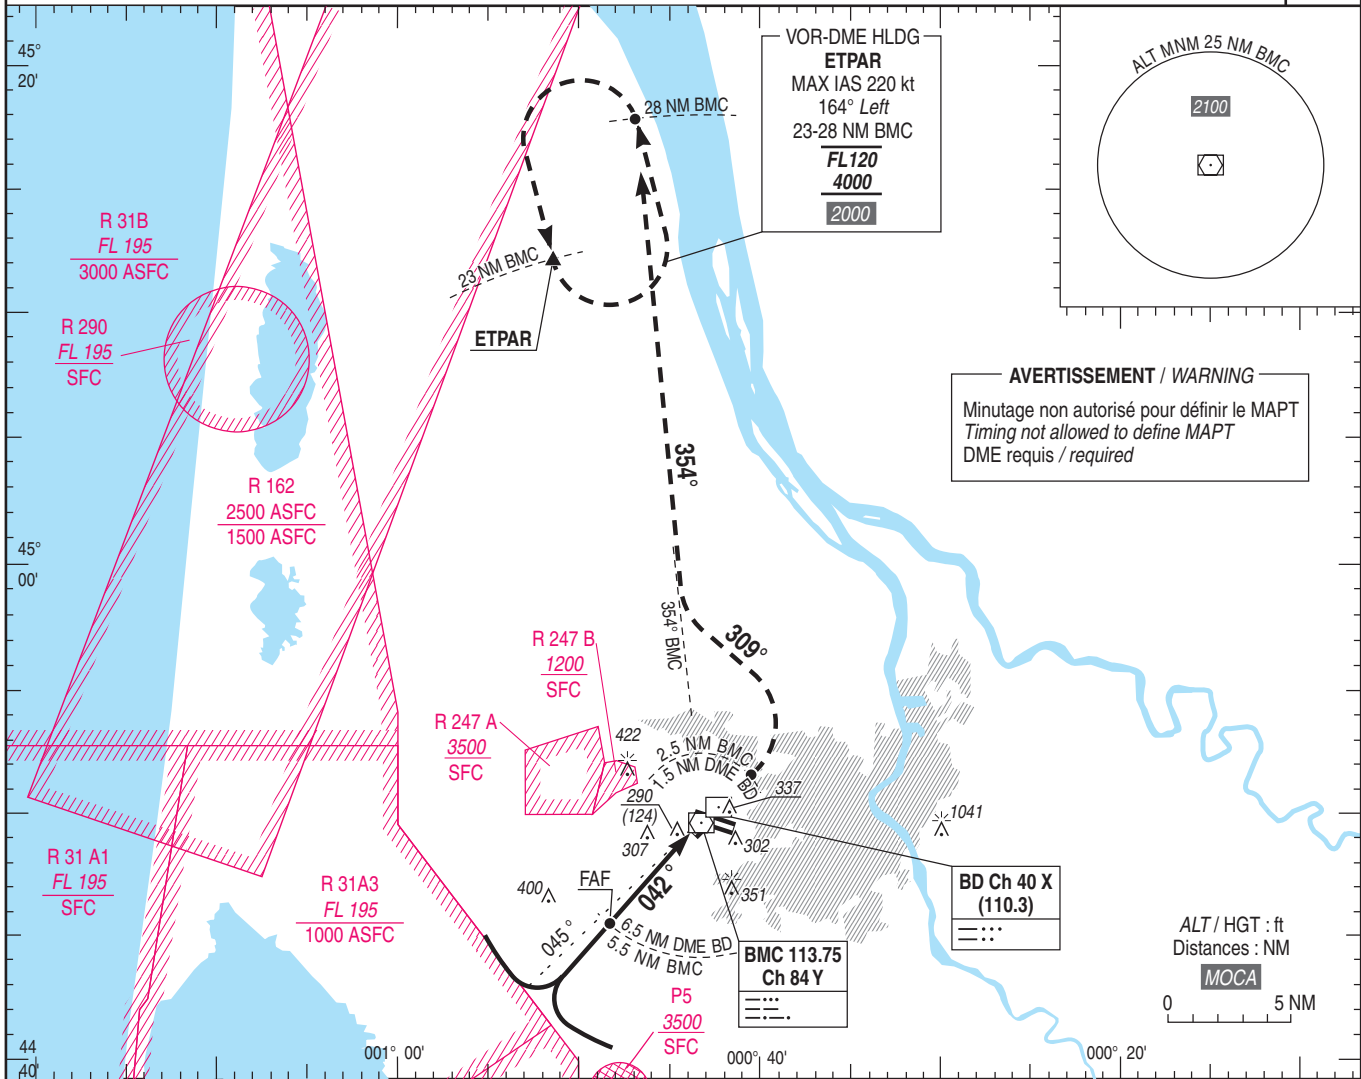 45°
20'
VOR-DME HLDG
ETPAR
MAX IAS 220 kt
164° Left
23-28 NM BMC
FL120
4000
2000
ALT MNM 25 NM BMC
2100
28 NM BMC
R 31B
FL 195
3000 ASFC
23 NM BMC
R 290
FL 195
SFC
ETPAR
AVERTISSEMENT / WARNING
Minutage non autorisé pour définir le MAPT
Timing not allowed to define MAPT
DME requis / required
354°
R 162
2500 ASFC
1500 ASFC
45°
00'
354° BMC
309°
R 247 B
1200
SFC
R 247 A
3500
SFC
422
2.5 NM BMC
1.5 NM DME BD
337
290
(124)
307
302
1041
R 31 A1
FL 195
SFC
R 31A3
FL 195
1000 ASFC
400
FAF
042°
351
045°
6.5 NM DME BD
5.5 NM BMC
BD Ch 40 X
(110.3)
BMC 113.75
Ch 84 Y
ALT / HGT : ft
Distances : NM
MOCA
0 5 NM
P5
3500
SFC
44
40'
001° 00'
000° 40'
000° 20'